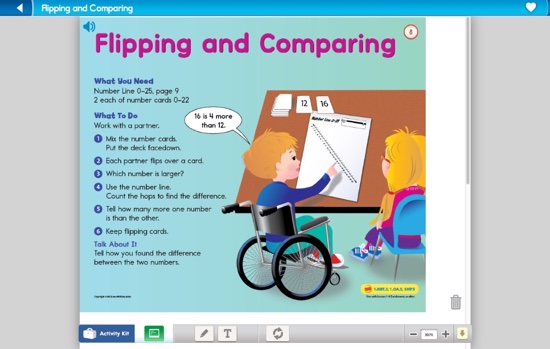 Flipping and Comparing
Flipping and Comparing
8
What You Need
Number Line 0–25, page 9
2 each of number cards 0–22
What To Do
Work with a partner.
1 Mix the number cards.
Put the deck facedown.
2 Each partner flips over a card.
3 Which number is larger?
4 Use the number line.
Count the hops to find the difference.
5 Tell how many more one number
is than the other.
6 Keep flipping cards.
Talk About It
Tell how you found the difference
between the two numbers.
16 is 4 more
than 12.
12 16
Number Line 0–25
Activity Kit
T